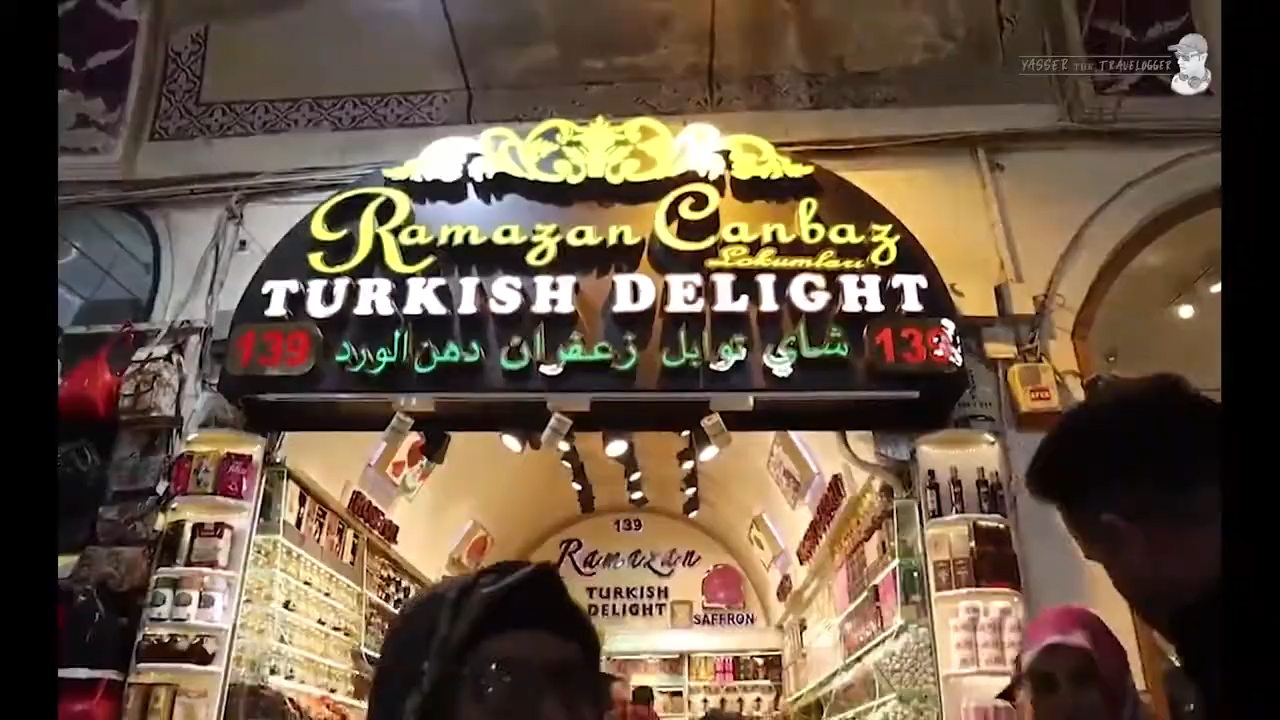 YASSER THE TRAVELOGGER
Ramazan Canbaz
Lokumları
TURKISH DELIGHT
139 شاي توابل زعفران دهن الورد 139
139
Ramazan
TURKISH
DELIGHT
SAFFRON